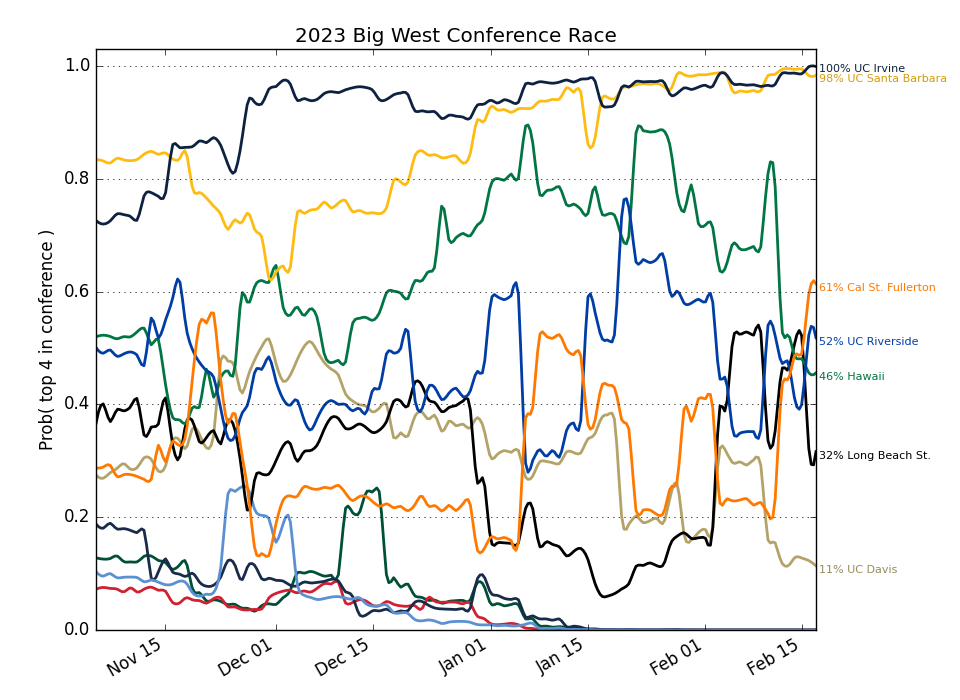 2023 Big West Conference Race
Prob( top 4 in conference )
1.0
0.8
0.6
0.4
0.2
0.0
Nov 15
Dec 01
Dec 15
Jan 01
Jan 15
Feb 01
Feb 15
100% UC Irvine
98% UC Santa Barbara
61% Cal St. Fullerton
52% UC Riverside
46% Hawaii
32% Long Beach St.
11% UC Davis